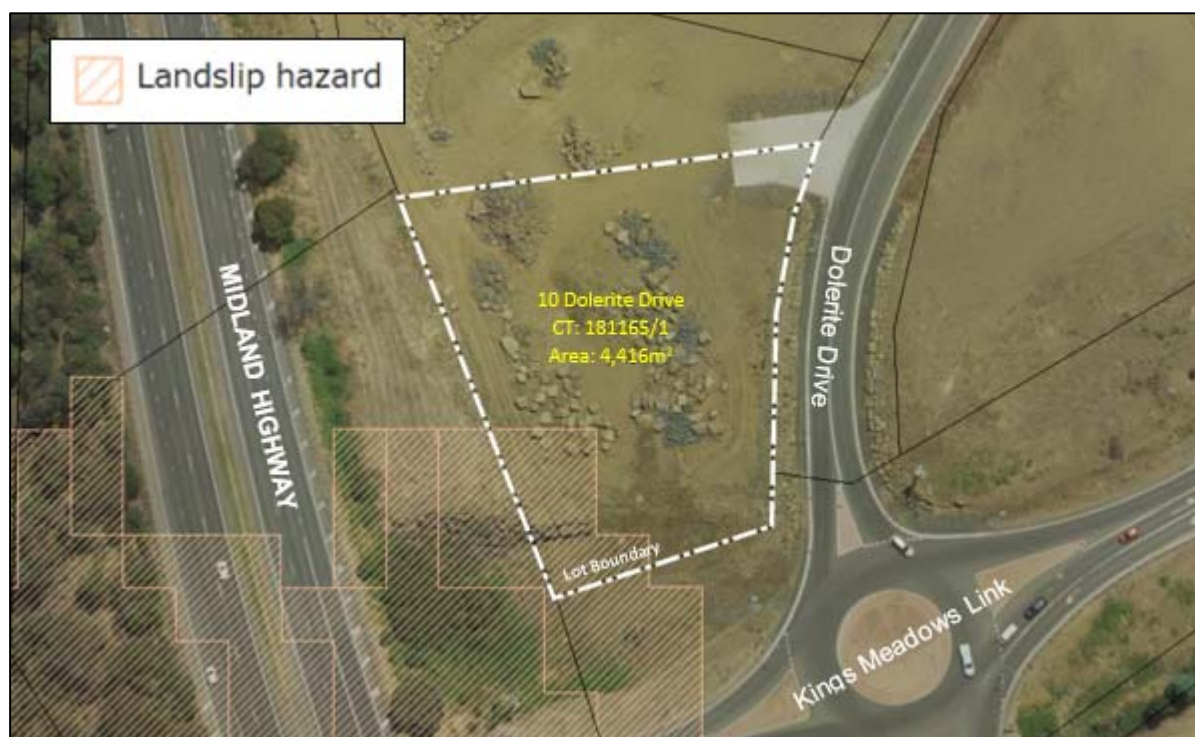 Landslip hazard
MIDLAND HIGHWAY
10 Dolerite Drive
CT: 181165/1
Area: 4,416m²
Dolerite Drive
Lot Boundary
Kings Meadows Link